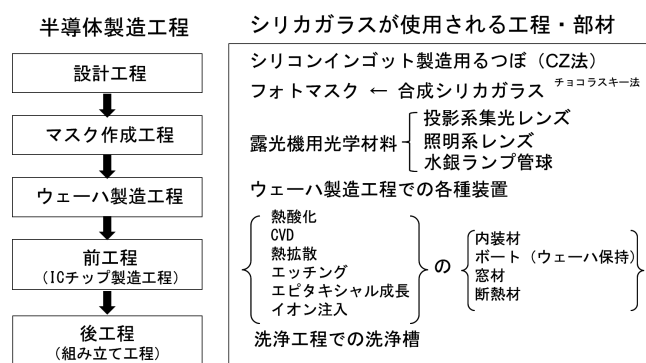 半導体製造工程
設計工程
マスク作成工程
ウェーハ製造工程
前工程
(ICチップ製造工程)
後工程
(組み立て工程)
シリカガラスが使用される工程・部材
シリコンインゴット製造用るつぼ（CZ法）
チョコラスキー法
フォトマスク ← 合成シリカガラス
露光機用光学材料
投影系集光レンズ
照明系レンズ
水銀ランプ管球
ウェーハ製造工程での各種装置
熱酸化
CVD
熱拡散
エッチング
エピタキシャル成長
イオン注入
の
内装材
ボート（ウェーハ保持）
窓材
断熱材
洗浄工程での洗浄槽